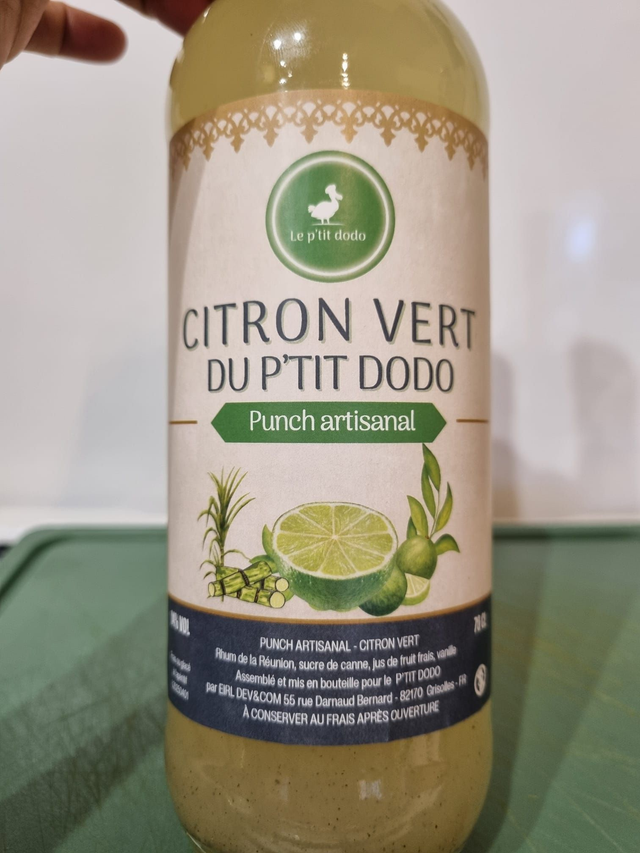 Le p'tit dodo
CITRON VERT
DU P'TIT DODO
Punch artisanal
70 CL
PUNCH ARTISANAL - CITRON VERT
Rhum de la Réunion, sucre de canne, jus de fruit frais, vanille
Assemblé et mis en bouteille pour le P'TIT DODO
par EIRL DEV&COM 55 rue Darnaud Bernard - 82170 Grisolles - FR
À CONSERVER AU FRAIS APRÈS OUVERTURE